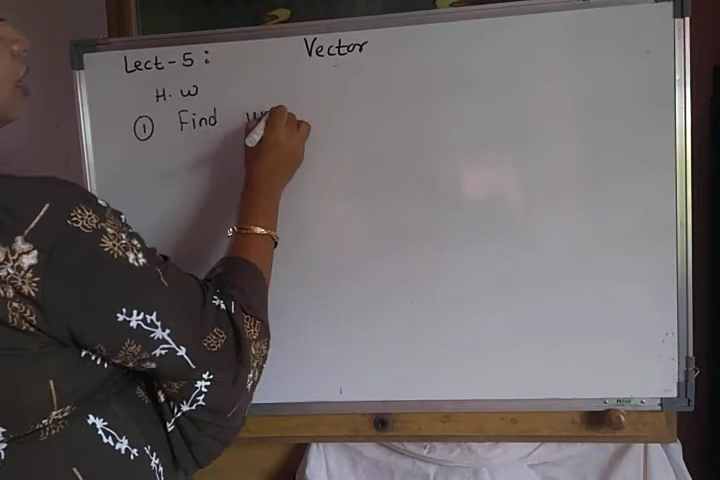 Lect-5: Vector
H.W
① Find